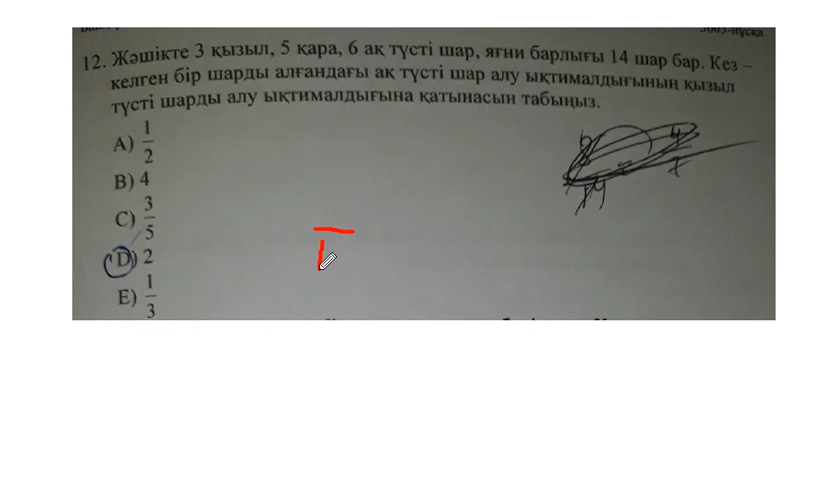 3003-нұсқа
12. Жәшікте 3 қызыл, 5 қара, 6 ақ түсті шар, яғни барлығы 14 шар бар. Кез –
келген бір шарды алғандағы ақ түсті шар алу ықтималдығының қызыл
түсті шарды алу ықтималдығына қатынасын табыңыз.
A) 1/2
B) 4
C) 3/5
D) 2
E) 1/3